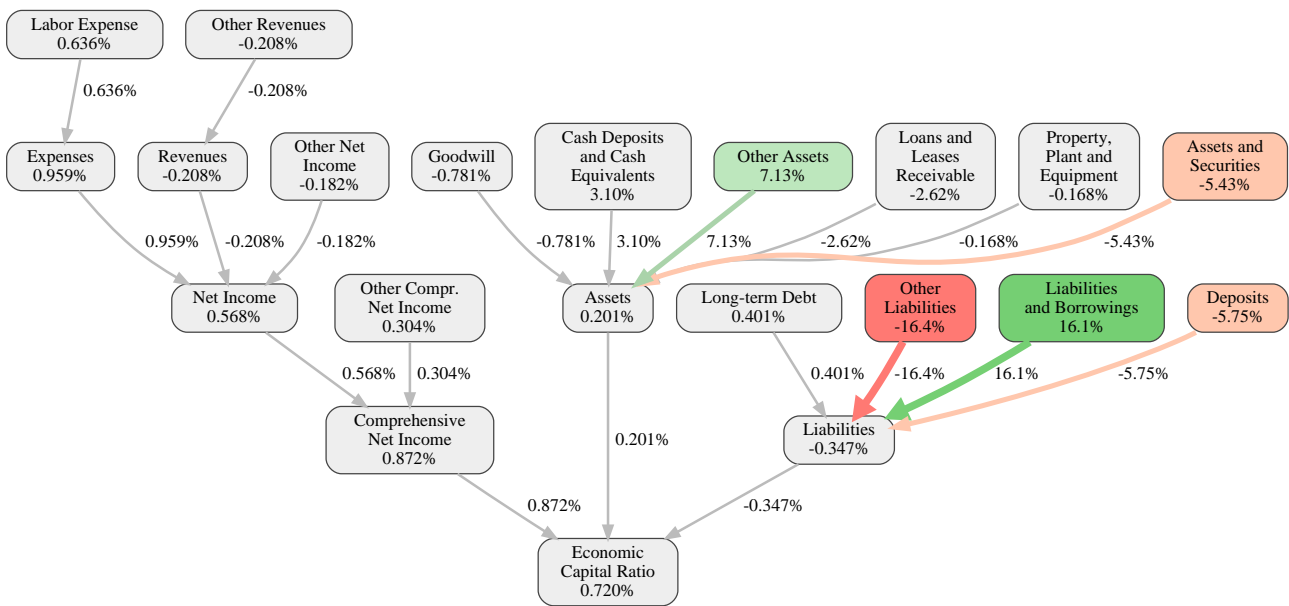 Labor Expense
0.636%
Other Revenues
-0.208%
0.636%
-0.208%
Expenses
0.959%
Revenues
-0.208%
Other Net
Income
-0.182%
Goodwill
-0.781%
Cash Deposits
and Cash
Equivalents
3.10%
Other Assets
7.13%
Loans and
Leases
Receivable
-2.62%
Property,
Plant and
Equipment
-0.168%
Assets and
Securities
-5.43%
0.959%
-0.208%
-0.182%
-0.781%
3.10%
7.13%
-2.62%
-0.168%
-5.43%
Net Income
0.568%
Other Compr.
Net Income
0.304%
Assets
0.201%
Long-term Debt
0.401%
Other
Liabilities
-16.4%
Liabilities
and Borrowings
16.1%
Deposits
-5.75%
0.568%
0.304%
0.401%
-16.4%
16.1%
-5.75%
Comprehensive
Net Income
0.872%
0.201%
Liabilities
-0.347%
0.872%
-0.347%
Economic
Capital Ratio
0.720%